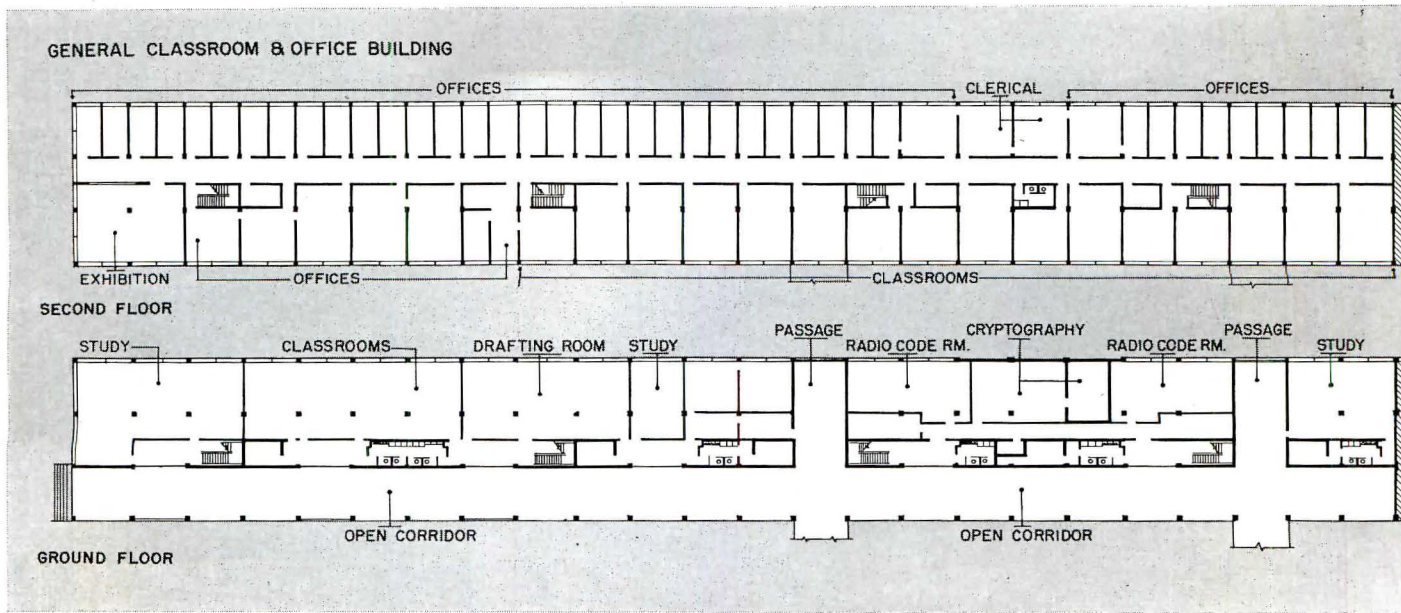 GENERAL CLASSROOM & OFFICE BUILDING
OFFICES
CLERICAL
OFFICES
EXHIBITION
OFFICES
CLASSROOMS
SECOND FLOOR
STUDY
CLASSROOMS
DRAFTING ROOM
STUDY
PASSAGE
RADIO CODE RM.
CRYPTOGRAPHY
RADIO CODE RM.
PASSAGE
STUDY
OPEN CORRIDOR
OPEN CORRIDOR
GROUND FLOOR